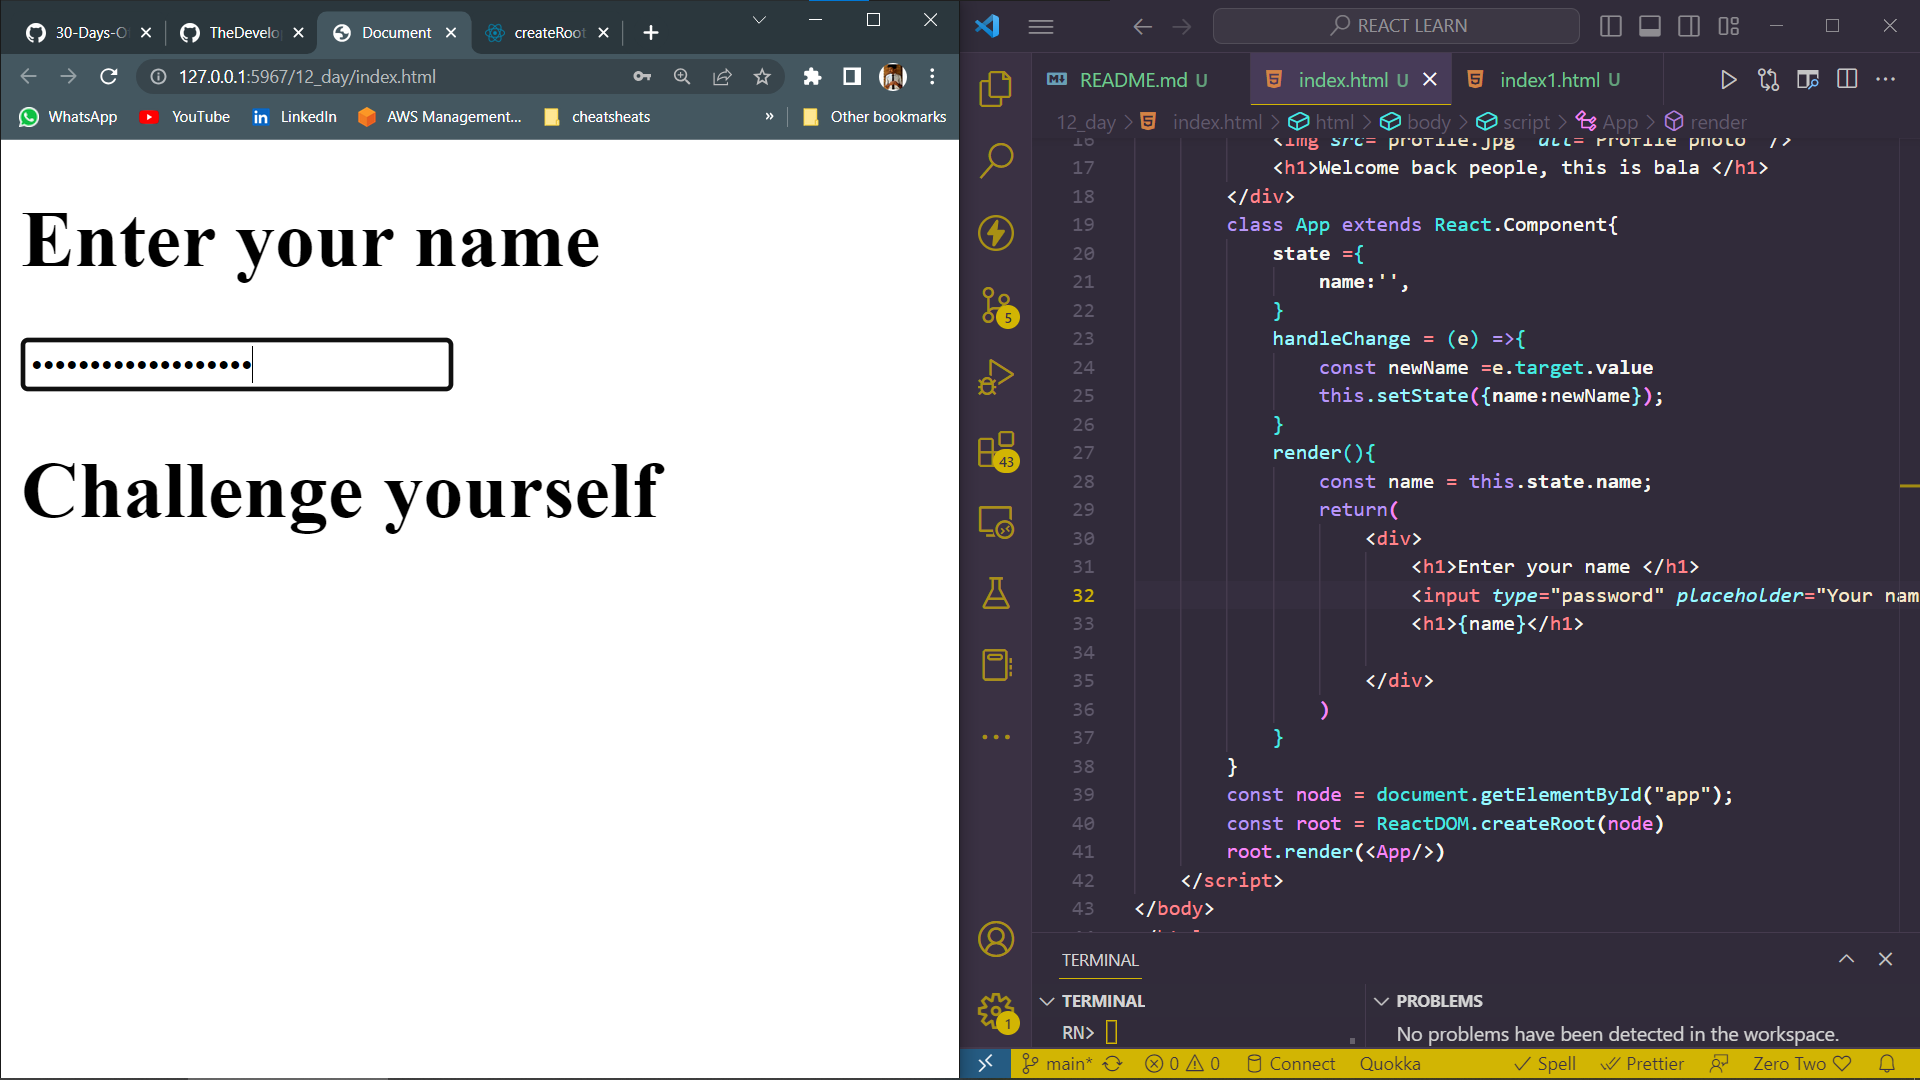 30-Days-O
TheDevelo
Document
createRoot
127.0.0.1:5967/12_day/index.html
WhatsApp
YouTube
LinkedIn
AWS Management...
cheatsheats
»
Other bookmarks
Enter your name
•••••••••••••••••••
Challenge yourself
REACT LEARN
README.md U
index.html U
index1.html U
12_day > index.html > html > body > script > App > render
16 <img src="profile.jpg" alt="Profile photo" />
17 <h1>Welcome back people, this is bala </h1>
18 </div>
19 class App extends React.Component{
20 state ={
21 name:'',
22 }
23 handleChange = (e) =>{
24 const newName =e.target.value
25 this.setState({name:newName});
26 }
27 render(){
28 const name = this.state.name;
29 return(
30 <div>
31 <h1>Enter your name </h1>
32 <input type="password" placeholder="Your nam
33 <h1>{name}</h1>
34
35 </div>
36 )
37 }
38 }
39 const node = document.getElementById("app");
40 const root = ReactDOM.createRoot(node)
41 root.render(<App/>)
42 </script>
43 </body>
5
43
1
TERMINAL
TERMINAL
RN>
PROBLEMS
No problems have been detected in the workspace.
main*
0 0
Connect
Quokka
Spell
Prettier
Zero Two